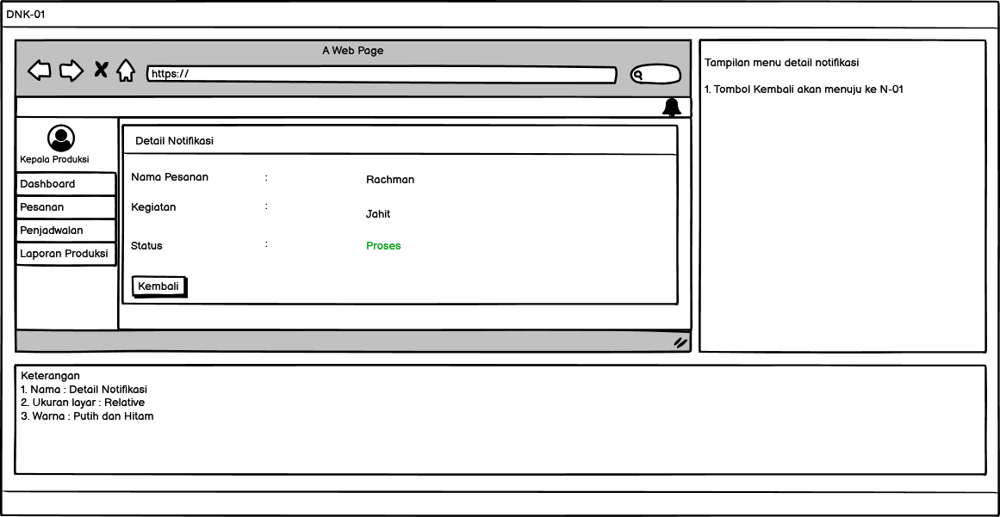 DNK-01
A Web Page
https://
Kepala Produksi
Dashboard
Pesanan
Penjadwalan
Laporan Produksi
Detail Notifikasi
Nama Pesanan : Rachman
Kegiatan : Jahit
Status : Proses
Kembali
Tampilan menu detail notifikasi
1. Tombol Kembali akan menuju ke N-01
Keterangan
1. Nama : Detail Notifikasi
2. Ukuran layar : Relative
3. Warna : Putih dan Hitam